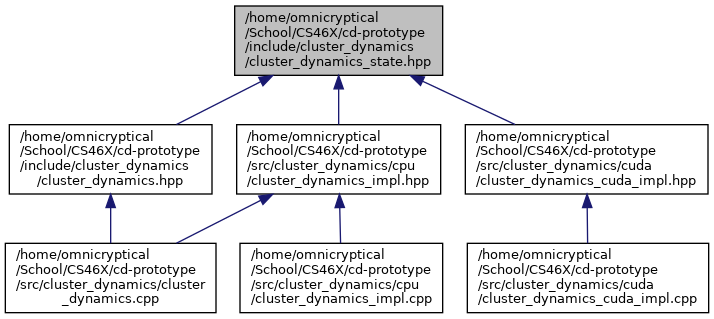 /home/omnicryptical
/School/CS46X/cd-prototype
/include/cluster_dynamics
/cluster_dynamics_state.hpp
/home/omnicryptical
/School/CS46X/cd-prototype
/include/cluster_dynamics
/cluster_dynamics.hpp
/home/omnicryptical
/School/CS46X/cd-prototype
/src/cluster_dynamics/cpu
/cluster_dynamics_impl.hpp
/home/omnicryptical
/School/CS46X/cd-prototype
/src/cluster_dynamics/cuda
/cluster_dynamics_cuda_impl.hpp
/home/omnicryptical
/School/CS46X/cd-prototype
/src/cluster_dynamics/cluster
_dynamics.cpp
/home/omnicryptical
/School/CS46X/cd-prototype
/src/cluster_dynamics/cpu
/cluster_dynamics_impl.cpp
/home/omnicryptical
/School/CS46X/cd-prototype
/src/cluster_dynamics/cuda
/cluster_dynamics_cuda_impl.cpp